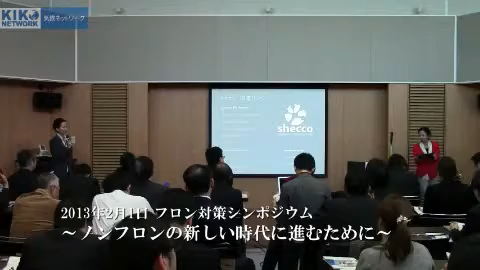 KIKO
NETWORK
気候ネットワーク
shecco
2013年2月4日 フロン対策シンポジウム
～ノンフロンの新しい時代に進むために～